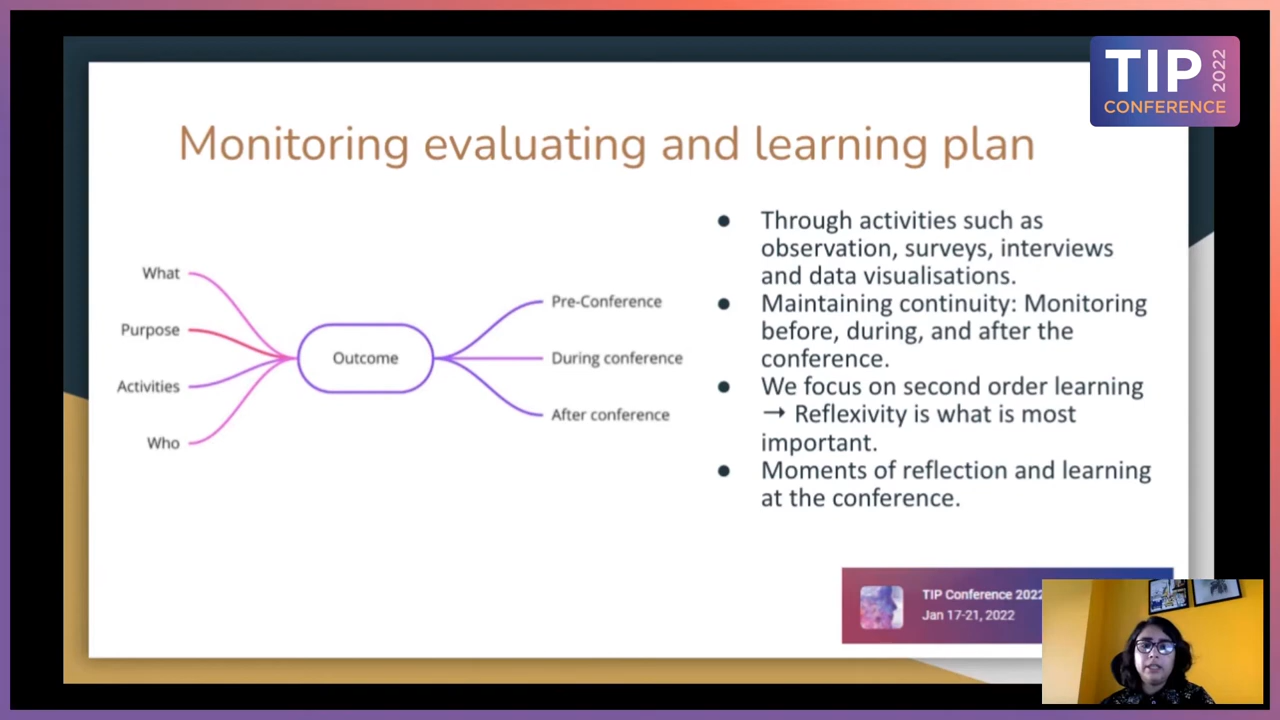 TIP 2022
CONFERENCE
Monitoring evaluating and learning plan
What
Purpose
Activities
Who
Outcome
Pre-Conference
During conference
After conference
● Through activities such as
observation, surveys, interviews
and data visualisations.
● Maintaining continuity: Monitoring
before, during, and after the
conference.
● We focus on second order learning
→ Reflexivity is what is most
important.
● Moments of reflection and learning
at the conference.
TIP Conference 2022
Jan 17-21, 2022